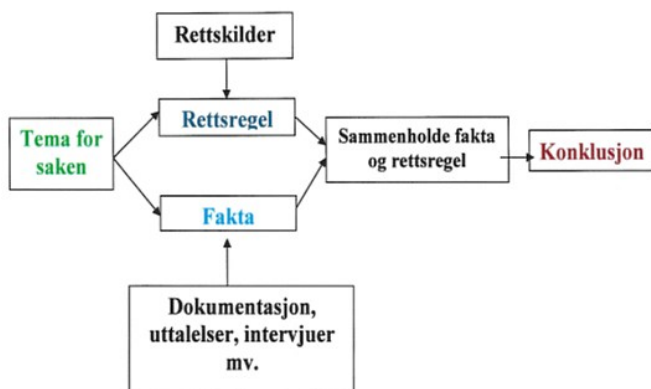 Rettskilder
Rettsregel
Tema for
saken
Sammenholde fakta
og rettsregel
Konklusjon
Fakta
Dokumentasjon,
uttalelser, intervjuer
mv.